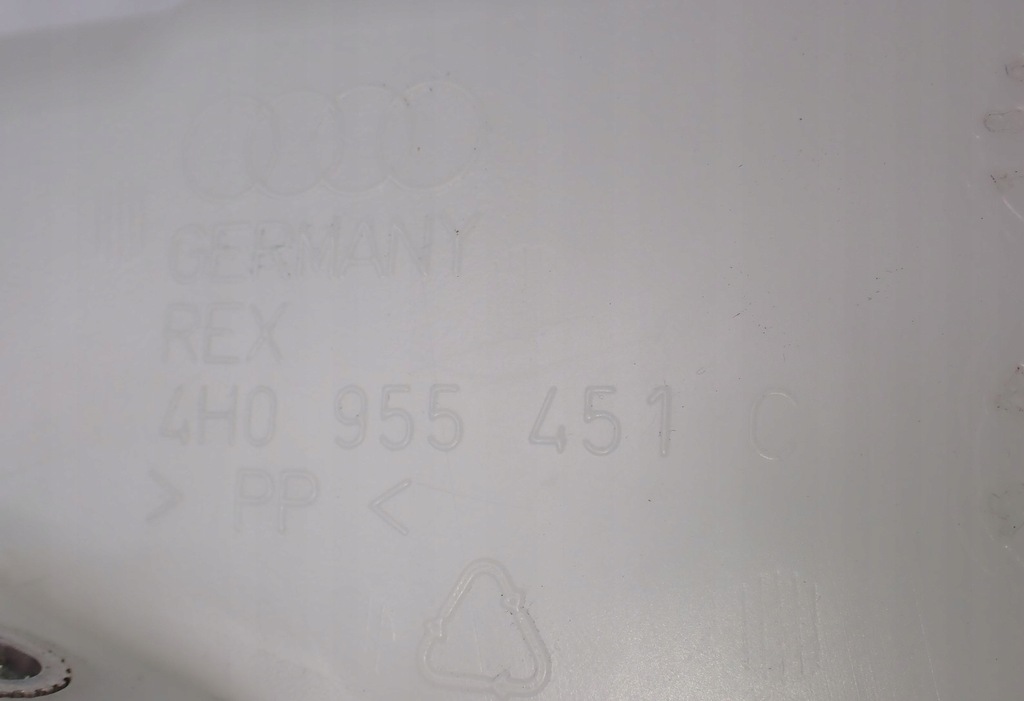 GERMANY
REX
4H0 955 451 C
> PP <